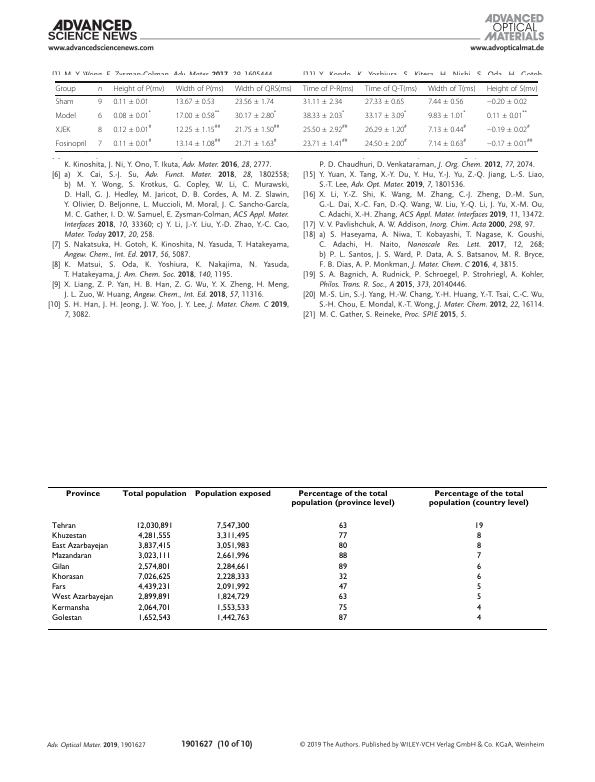 ADVANCED
SCIENCE NEWS
www.advancedsciencenews.com
ADVANCED
OPTICAL
MATERIALS
www.advopticalmat.de
Group n Height of P(mv) Width of P(ms) Width of QRS(ms) Time of P-R(ms) Time of Q-T(ms) Width of T(ms) Height of S(mv)
Sham 9 0.11 ± 0.01 13.67 ± 0.53 23.56 ± 1.74 31.11 ± 2.34 27.33 ± 0.65 7.44 ± 0.56 −0.20 ± 0.02
Model 6 0.08 ± 0.01* 17.00 ± 0.58** 30.17 ± 2.80* 38.33 ± 2.03* 33.17 ± 3.09* 9.83 ± 1.01* 0.11 ± 0.01**
XJEK 8 0.12 ± 0.01# 12.25 ± 1.15## 21.75 ± 1.50## 25.50 ± 2.92## 26.29 ± 1.20# 7.13 ± 0.44# −0.19 ± 0.02#
Fosinopril 7 0.11 ± 0.01# 13.14 ± 1.08## 21.71 ± 1.63# 23.71 ± 1.41## 24.50 ± 2.00# 7.14 ± 0.63# −0.17 ± 0.01##
K. Kinoshita, J. Ni, Y. Ono, T. Ikuta, Adv. Mater. 2016, 28, 2777.
[6] a) X. Cai, S.-J. Su, Adv. Funct. Mater. 2018, 28, 1802558;
b) M. Y. Wong, S. Krotkus, G. Copley, W. Li, C. Murawski,
D. Hall, G. J. Hedley, M. Jaricot, D. B. Cordes, A. M. Z. Slawin,
Y. Olivier, D. Beljonne, L. Muccioli, M. Moral, J. C. Sancho-García,
M. C. Gather, I. D. W. Samuel, E. Zysman-Colman, ACS Appl. Mater.
Interfaces 2018, 10, 33360; c) Y. Li, J.-Y. Liu, Y.-D. Zhao, Y.-C. Cao,
Mater. Today 2017, 20, 258.
[7] S. Nakatsuka, H. Gotoh, K. Kinoshita, N. Yasuda, T. Hatakeyama,
Angew. Chem., Int. Ed. 2017, 56, 5087.
[8] K. Matsui, S. Oda, K. Yoshiura, K. Nakajima, N. Yasuda,
T. Hatakeyama, J. Am. Chem. Soc. 2018, 140, 1195.
[9] X. Liang, Z. P. Yan, H. B. Han, Z. G. Wu, Y. X. Zheng, H. Meng,
J. L. Zuo, W. Huang, Angew. Chem., Int. Ed. 2018, 57, 11316.
[10] S. H. Han, J. H. Jeong, J. W. Yoo, J. Y. Lee, J. Mater. Chem. C 2019,
7, 3082.
P. D. Chaudhuri, D. Venkataraman, J. Org. Chem. 2012, 77, 2074.
[15] Y. Yuan, X. Tang, X.-Y. Du, Y. Hu, Y.-J. Yu, Z.-Q. Jiang, L.-S. Liao,
S.-T. Lee, Adv. Opt. Mater. 2019, 7, 1801536.
[16] X. Li, Y.-Z. Shi, K. Wang, M. Zhang, C.-J. Zheng, D.-M. Sun,
G.-L. Dai, X.-C. Fan, D.-Q. Wang, W. Liu, Y.-Q. Li, J. Yu, X.-M. Ou,
C. Adachi, X.-H. Zhang, ACS Appl. Mater. Interfaces 2019, 11, 13472.
[17] V. V. Pavlishchuk, A. W. Addison, Inorg. Chim. Acta 2000, 298, 97.
[18] a) S. Haseyama, A. Niwa, T. Kobayashi, T. Nagase, K. Goushi,
C. Adachi, H. Naito, Nanoscale Res. Lett. 2017, 12, 268;
b) P. L. Santos, J. S. Ward, P. Data, A. S. Batsanov, M. R. Bryce,
F. B. Dias, A. P. Monkman, J. Mater. Chem. C 2016, 4, 3815.
[19] S. A. Bagnich, A. Rudnick, P. Schroegel, P. Strohriegl, A. Kohler,
Philos. Trans. R. Soc., A 2015, 373, 20140446.
[20] M.-S. Lin, S.-J. Yang, H.-W. Chang, Y.-H. Huang, Y.-T. Tsai, C.-C. Wu,
S.-H. Chou, E. Mondal, K.-T. Wong, J. Mater. Chem. 2012, 22, 16114.
[21] M. C. Gather, S. Reineke, Proc. SPIE 2015, 5.
Province Total population Population exposed Percentage of the total Percentage of the total
population (province level) population (country level)
Tehran 12,030,891 7,547,300 63 19
Khuzestan 4,281,555 3,311,495 77 8
East Azarbayejan 3,837,415 3,051,983 80 8
Mazandaran 3,023,111 2,661,996 88 7
Gilan 2,574,801 2,284,661 89 6
Khorasan 7,026,625 2,228,333 32 6
Fars 4,439,231 2,091,992 47 5
West Azarbayejan 2,899,891 1,824,729 63 5
Kermansha 2,064,701 1,553,533 75 4
Golestan 1,652,543 1,442,763 87 4
Adv. Optical Mater. 2019, 1901627
1901627 (10 of 10)
© 2019 The Authors. Published by WILEY-VCH Verlag GmbH & Co. KGaA, Weinheim